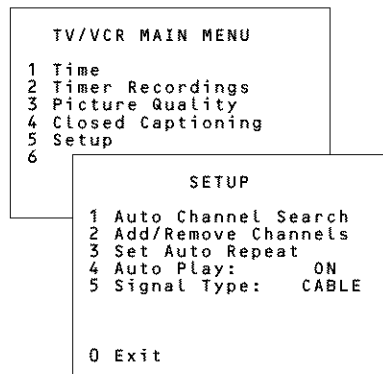 TV/VCR MAIN MENU
1 Time
2 Timer Recordings
3 Picture Quality
4 Closed Captioning
5 Setup
6
SETUP
1 Auto Channel Search
2 Add/Remove Channels
3 Set Auto Repeat
4 Auto Play: ON
5 Signal Type: CABLE
0 Exit